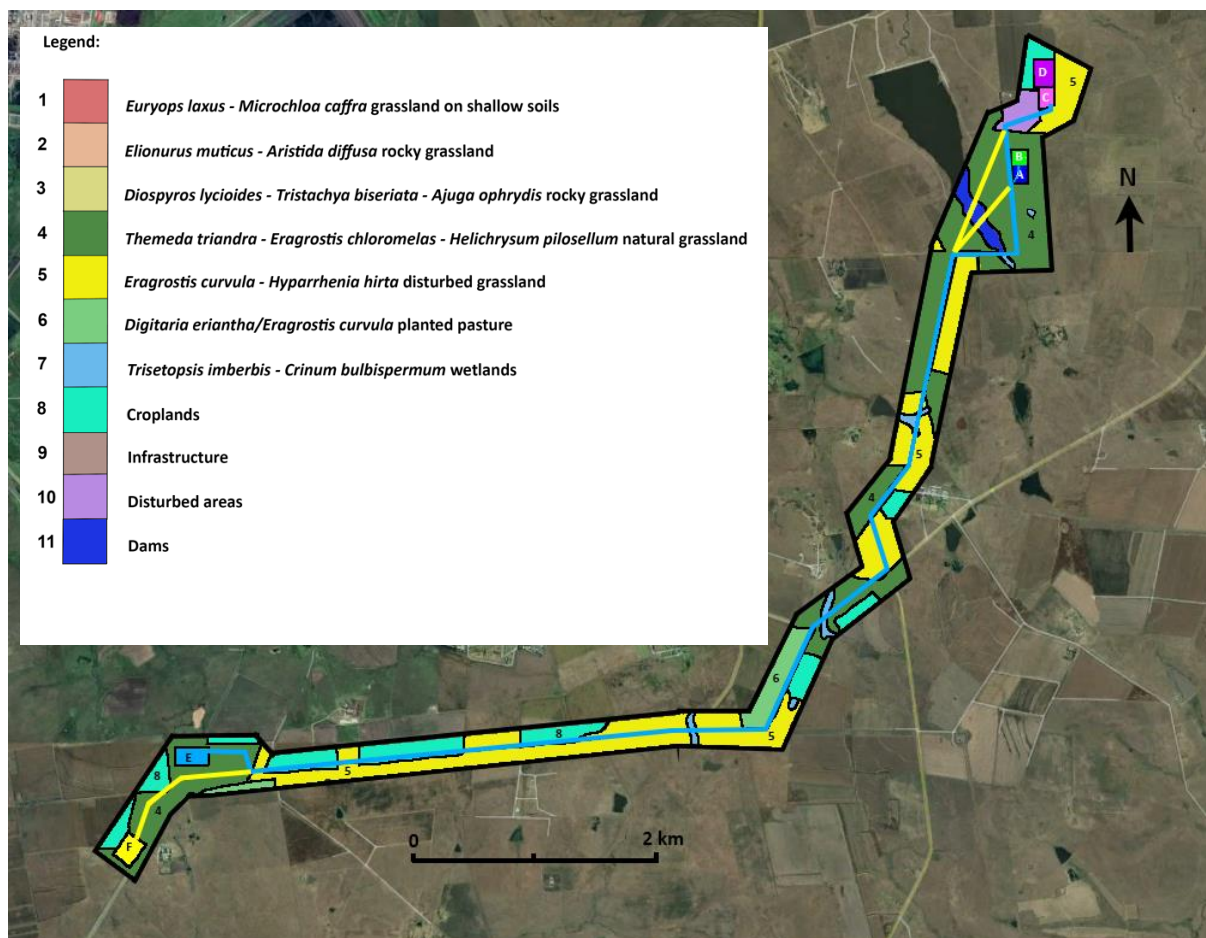 Legend:
1 Euryops laxus - Microchloa caffra grassland on shallow soils
2 Elionurus muticus - Aristida diffusa rocky grassland
3 Diospyros lycioides - Tristachya biseriata - Ajuga ophrydis rocky grassland
4 Themeda triandra - Eragrostis chloromelas - Helichrysum pilosellum natural grassland
5 Eragrostis curvula - Hyparrhenia hirta disturbed grassland
6 Digitaria eriantha/Eragrostis curvula planted pasture
7 Trisetopsis imberbis - Crinum bulbispermum wetlands
8 Croplands
9 Infrastructure
10 Disturbed areas
11 Dams
D
5
C
B
A
N
4
5
4
6
8
5
E
8
5
4
F
0 2 km